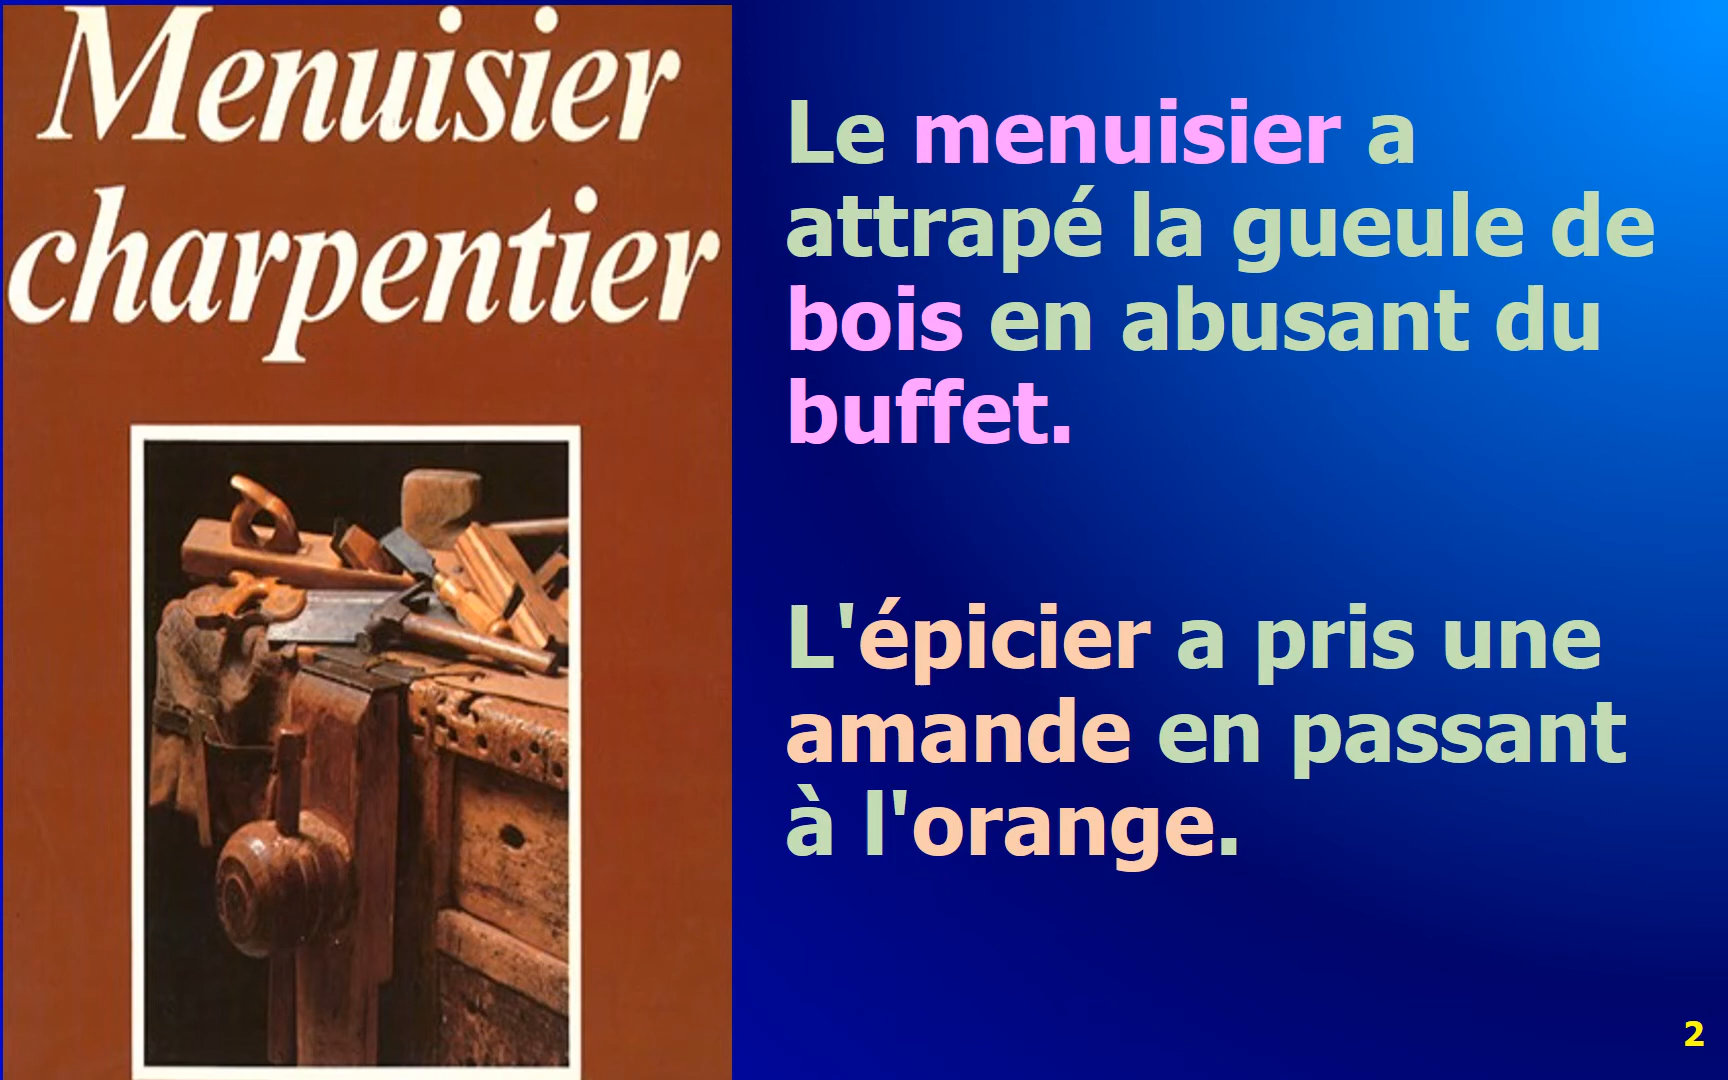 Menuisier
charpentier
Le menuisier a
attrapé la gueule de
bois en abusant du
buffet.
L'épicier a pris une
amande en passant
à l'orange.
2